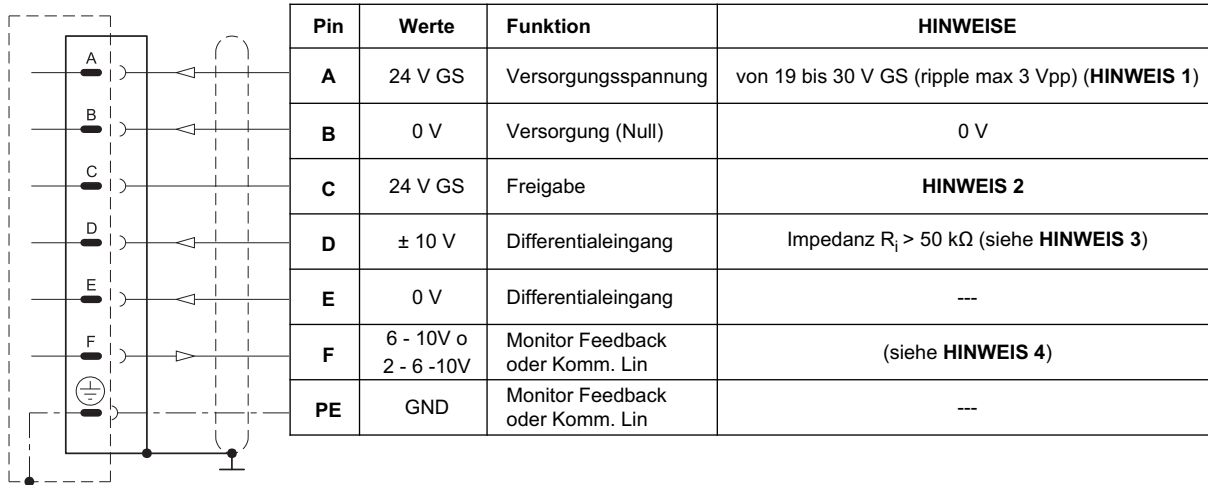 A
B
C
D
E
F
Pin Werte Funktion HINWEISE
A 24 V GS Versorgungsspannung von 19 bis 30 V GS (ripple max 3 Vpp) (HINWEIS 1)
B 0 V Versorgung (Null) 0 V
C 24 V GS Freigabe HINWEIS 2
D ± 10 V Differentialeingang Impedanz Ri > 50 kΩ (siehe HINWEIS 3)
E 0 V Differentialeingang ---
F 6 - 10V o Monitor Feedback (siehe HINWEIS 4)
2 - 6 -10V oder Komm. Lin
PE GND Monitor Feedback ---
oder Komm. Lin